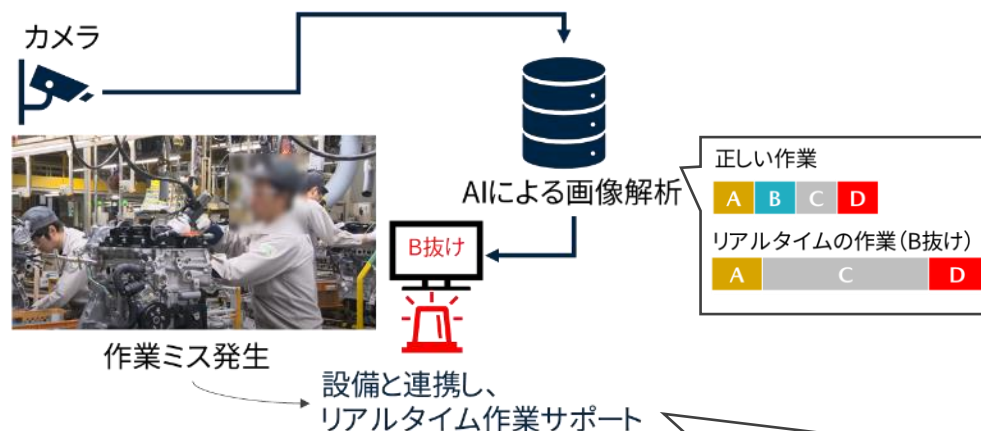 カメラ
AIによる画像解析
正しい作業
A B C D
リアルタイムの作業(B抜け)
A C D
B抜け
作業ミス発生
設備と連携し、
リアルタイム作業サポート